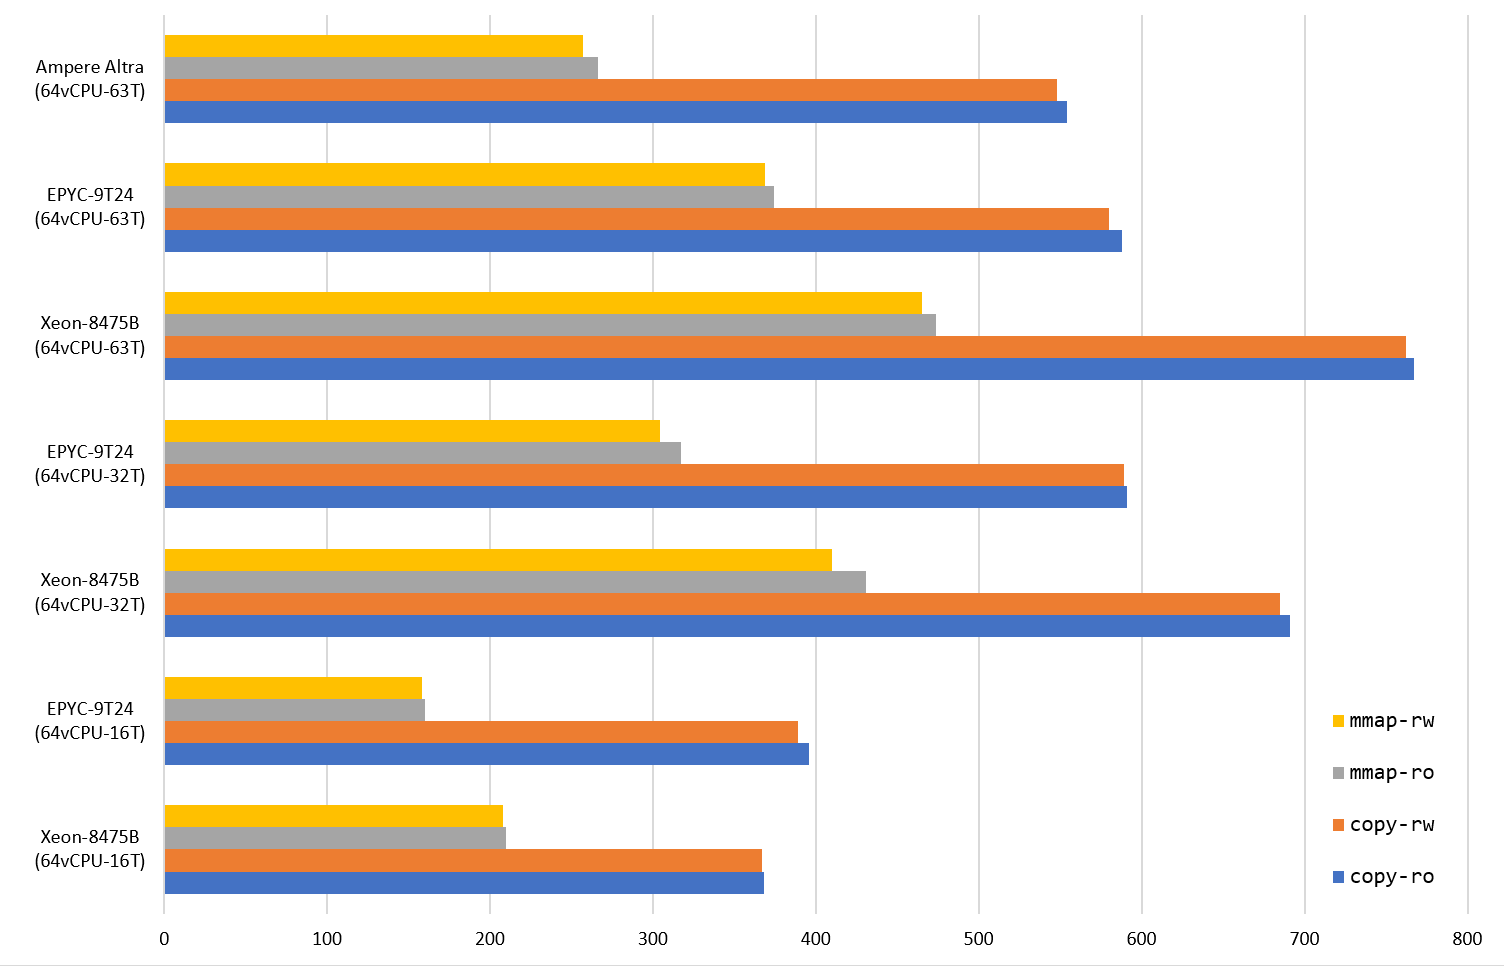 Ampere Altra
(64vCPU-63T)
EPYC-9T24
(64vCPU-63T)
Xeon-8475B
(64vCPU-63T)
EPYC-9T24
(64vCPU-32T)
Xeon-8475B
(64vCPU-32T)
EPYC-9T24
(64vCPU-16T)
Xeon-8475B
(64vCPU-16T)
mmap-rw
mmap-ro
copy-rw
copy-ro
0 100 200 300 400 500 600 700 800